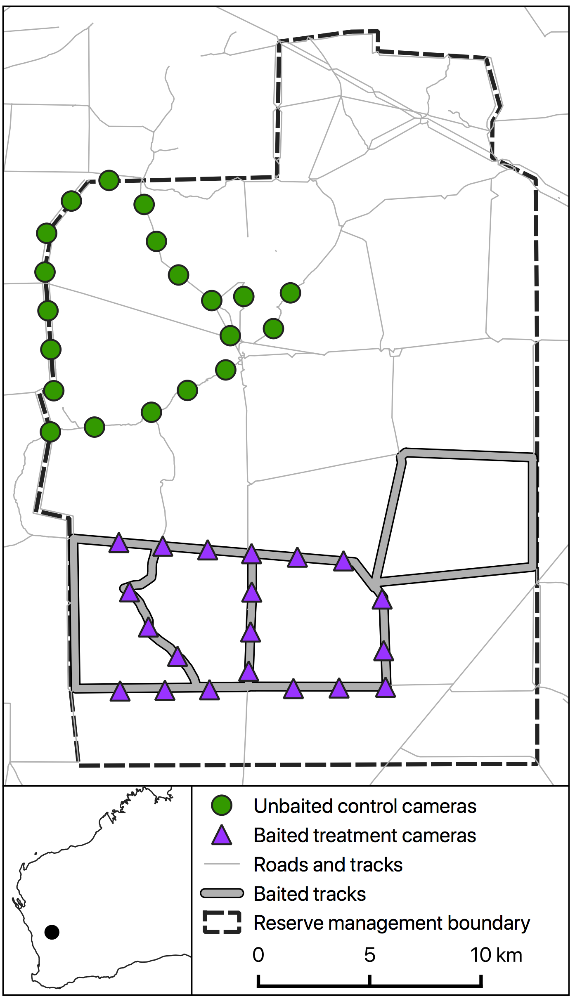 Unbaited control cameras
Baited treatment cameras
Roads and tracks
Baited tracks
Reserve management boundary
0 5 10 km